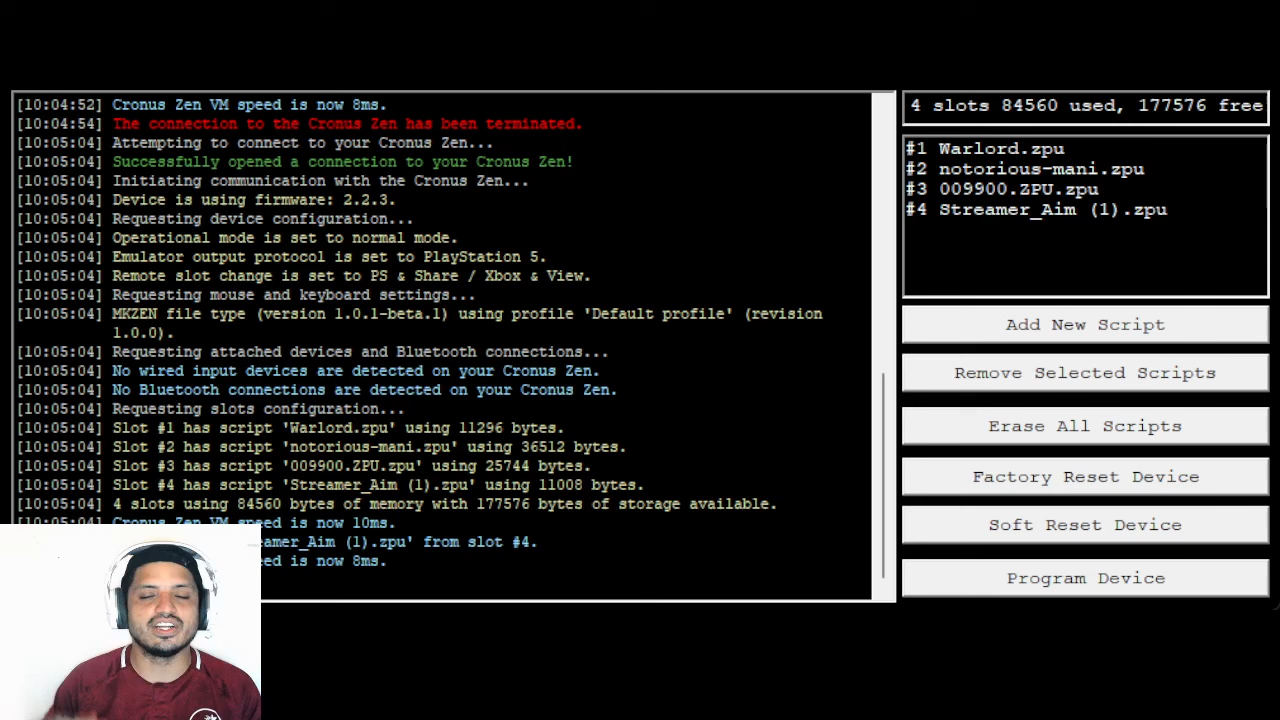 [10:04:52] Cronus Zen VM speed is now 8ms.
[10:04:54] The connection to the Cronus Zen has been terminated.
[10:05:04] Attempting to connect to your Cronus Zen...
[10:05:04] Successfully opened a connection to your Cronus Zen!
[10:05:04] Initiating communication with the Cronus Zen...
[10:05:04] Device is using firmware: 2.2.3.
[10:05:04] Requesting device configuration...
[10:05:04] Operational mode is set to normal mode.
[10:05:04] Emulator output protocol is set to PlayStation 5.
[10:05:04] Remote slot change is set to PS & Share / Xbox & View.
[10:05:04] Requesting mouse and keyboard settings...
[10:05:04] MKZEN file type (version 1.0.1-beta.1) using profile 'Default profile' (revision
1.0.0).
[10:05:04] Requesting attached devices and Bluetooth connections...
[10:05:04] No wired input devices are detected on your Cronus Zen.
[10:05:04] No Bluetooth connections are detected on your Cronus Zen.
[10:05:04] Requesting slots configuration...
[10:05:04] Slot #1 has script 'Warlord.zpu' using 11296 bytes.
[10:05:04] Slot #2 has script 'notorious-mani.zpu' using 36512 bytes.
[10:05:04] Slot #3 has script '009900.ZPU.zpu' using 25744 bytes.
[10:05:04] Slot #4 has script 'Streamer_Aim (1).zpu' using 11008 bytes.
[10:05:04] 4 slots using 84560 bytes of memory with 177576 bytes of storage available.
[10:05:04] Cronus Zen VM speed is now 10ms.
eamer_Aim (1).zpu' from slot #4.
eed is now 8ms.
4 slots 84560 used, 177576 free
#1 Warlord.zpu
#2 notorious-mani.zpu
#3 009900.ZPU.zpu
#4 Streamer_Aim (1).zpu
Add New Script
Remove Selected Scripts
Erase All Scripts
Factory Reset Device
Soft Reset Device
Program Device